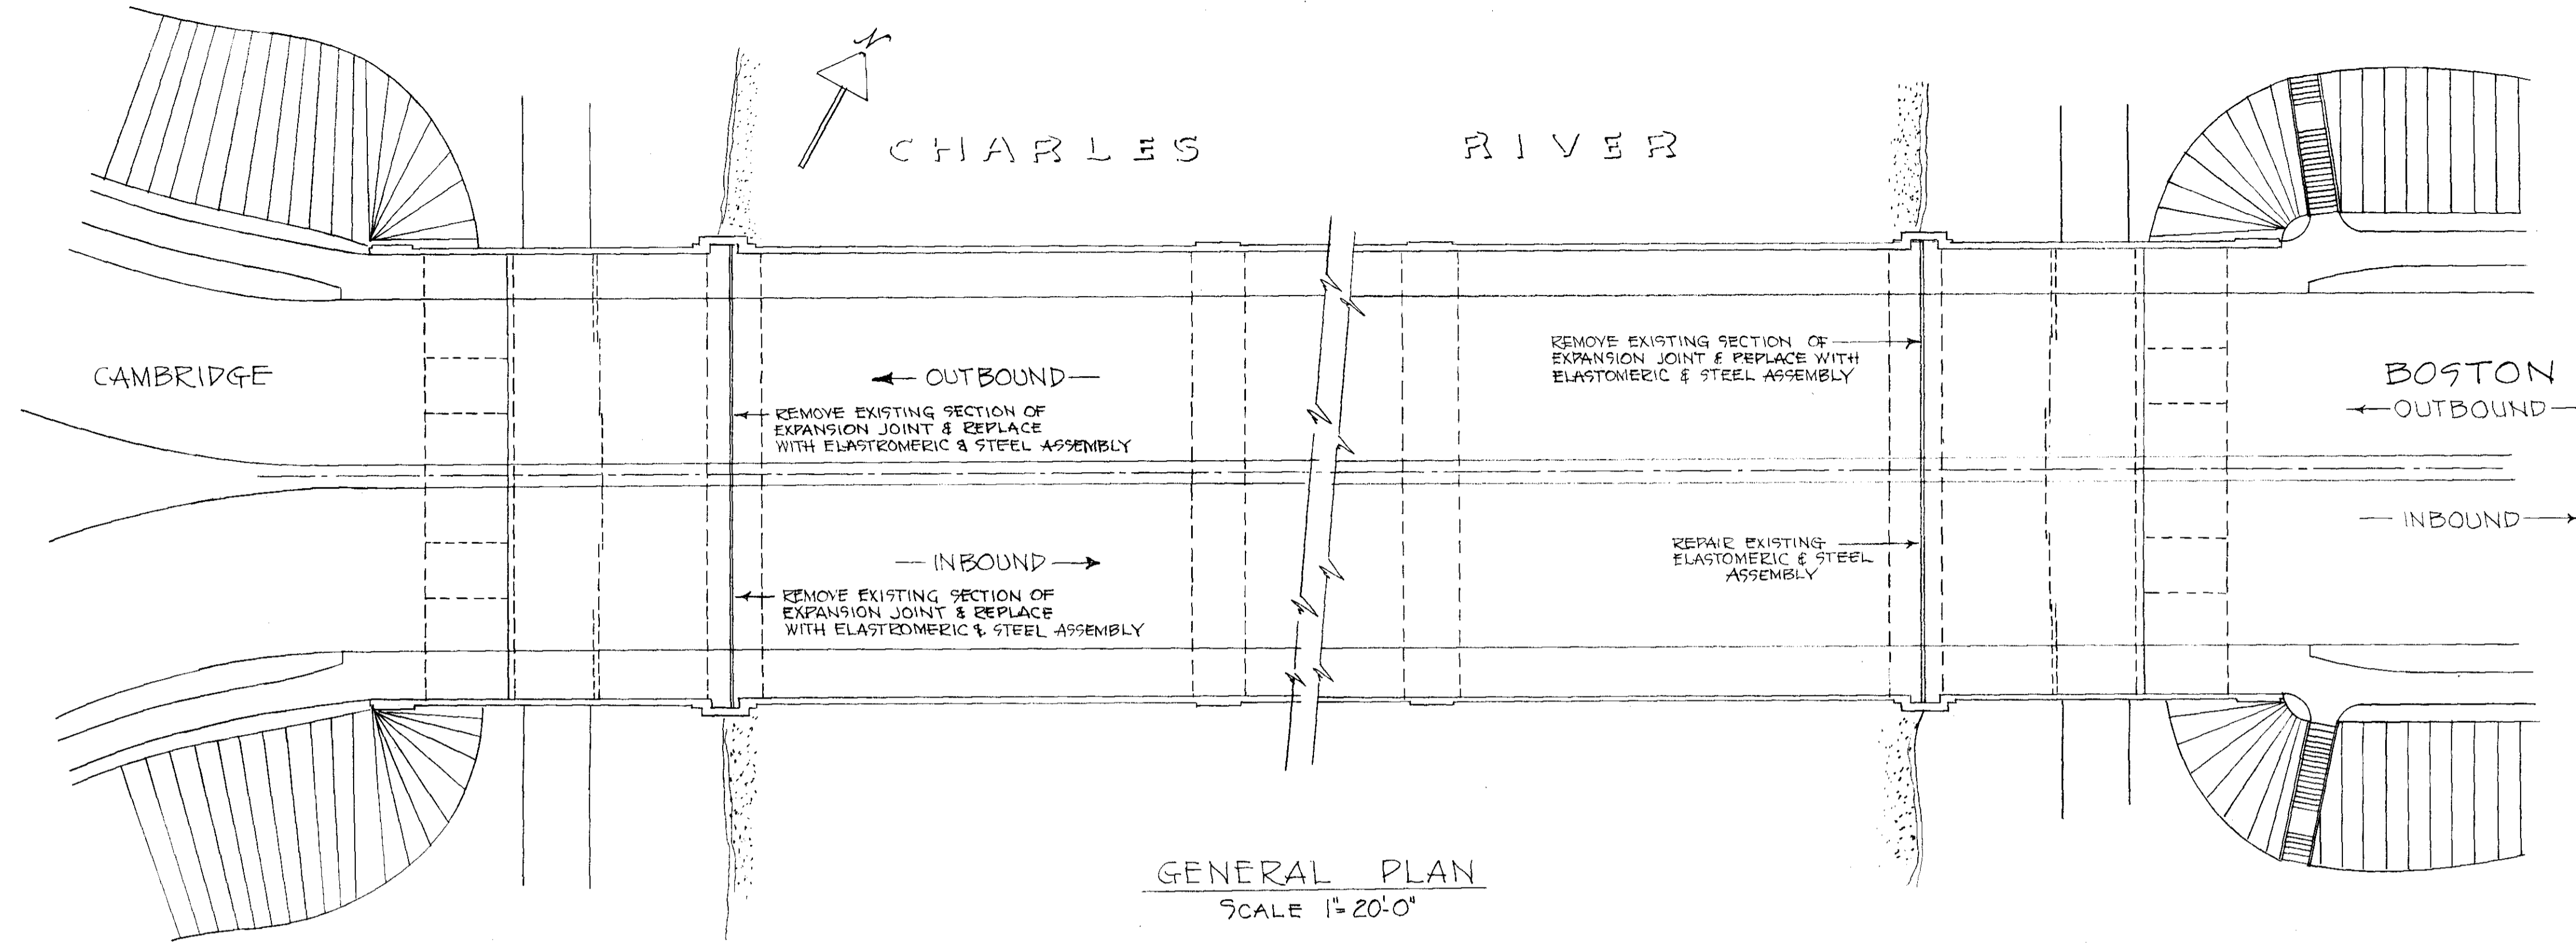 N
CHARLES RIVER
CAMBRIDGE
← OUTBOUND
REMOVE EXISTING SECTION OF
EXPANSION JOINT & REPLACE
WITH ELASTROMERIC & STEEL ASSEMBLY
INBOUND →
REMOVE EXISTING SECTION OF
EXPANSION JOINT & REPLACE
WITH ELASTROMERIC & STEEL ASSEMBLY
REMOVE EXISTING SECTION OF
EXPANSION JOINT & REPLACE WITH
ELASTOMERIC & STEEL ASSEMBLY
REPAIR EXISTING
ELASTOMERIC & STEEL
ASSEMBLY
BOSTON
← OUTBOUND
INBOUND →
GENERAL PLAN
SCALE 1"=20'-0"